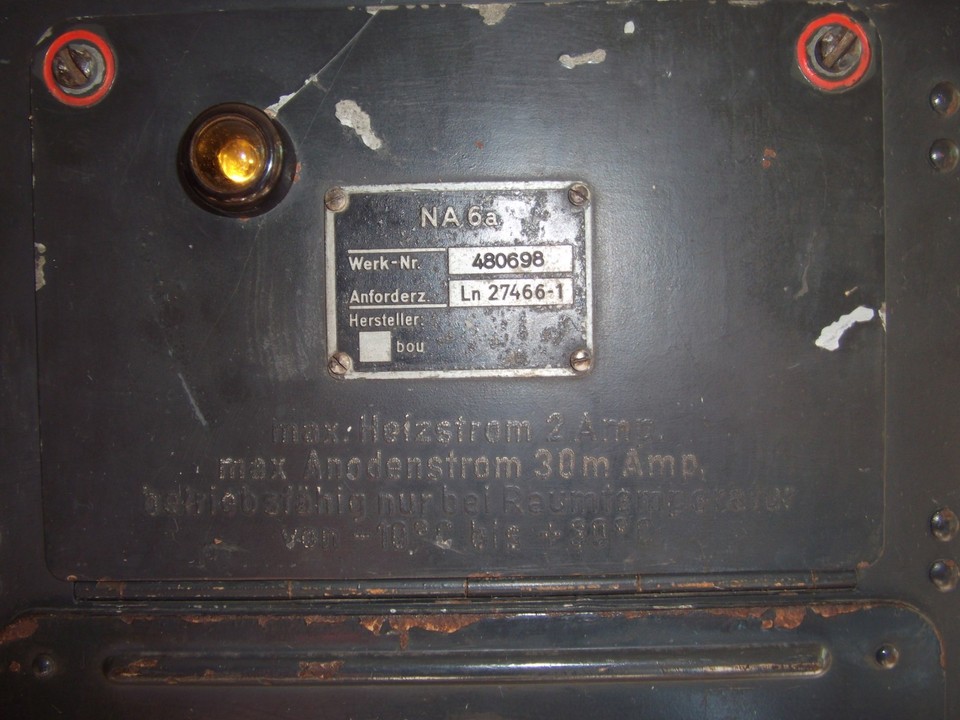 NA 6a
Werk-Nr. 480698
Anforderz. Ln 27466-1
Hersteller:
bou
max. Heizstrom 2 Amp.
max Anodenstrom 30 m Amp.
betriebsfähig nur bei Raumtemperatur
von -10°C bis